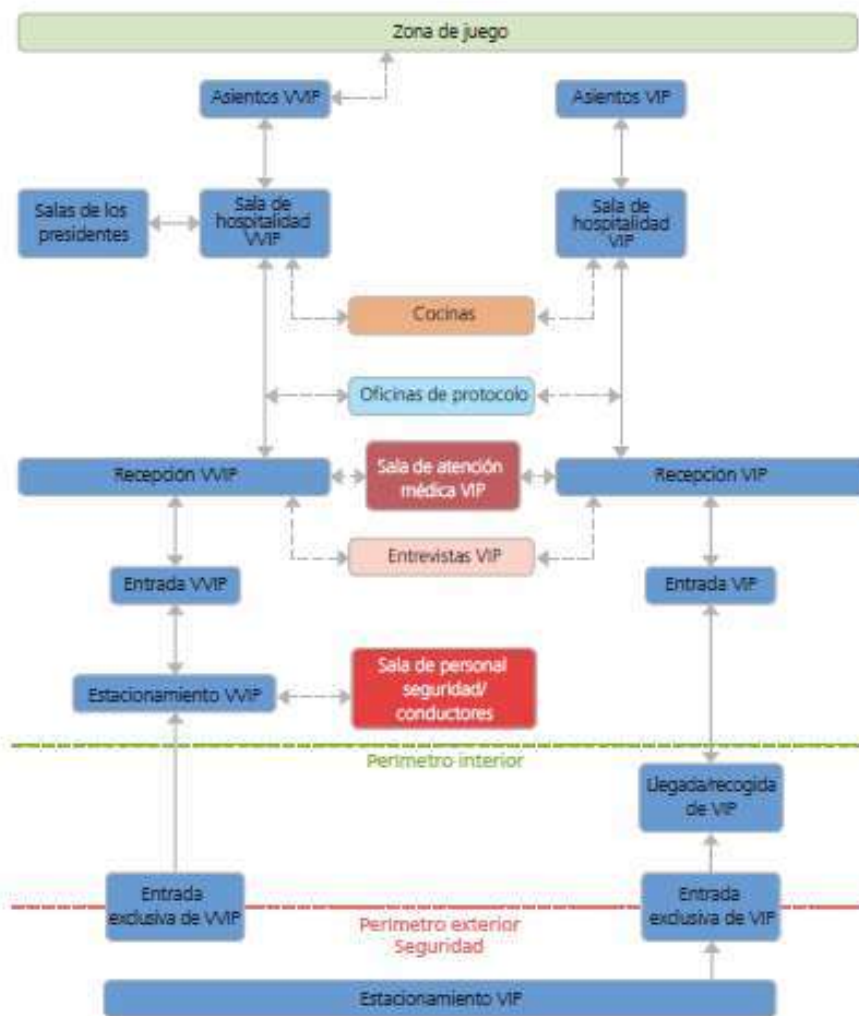 Zona de juego
Asientos VVIP
Asientos VIP
Salas de los
presidentes
Sala de
hospitalidad
VVIP
Sala de
hospitalidad
VIP
Cocinas
Oficinas de protocolo
Recepción VVIP
Sala de atención
médica VIP
Recepción VIP
Entrevistas VIP
Entrada VVIP
Entrada VIP
Sala de personal
seguridad/
conductores
Estacionamiento VVIP
Perímetro interior
Llegada/recogida
de VIP
Entrada
exclusiva de VVIP
Entrada
exclusiva de VIP
Perímetro exterior
Seguridad
Estacionamiento VIP